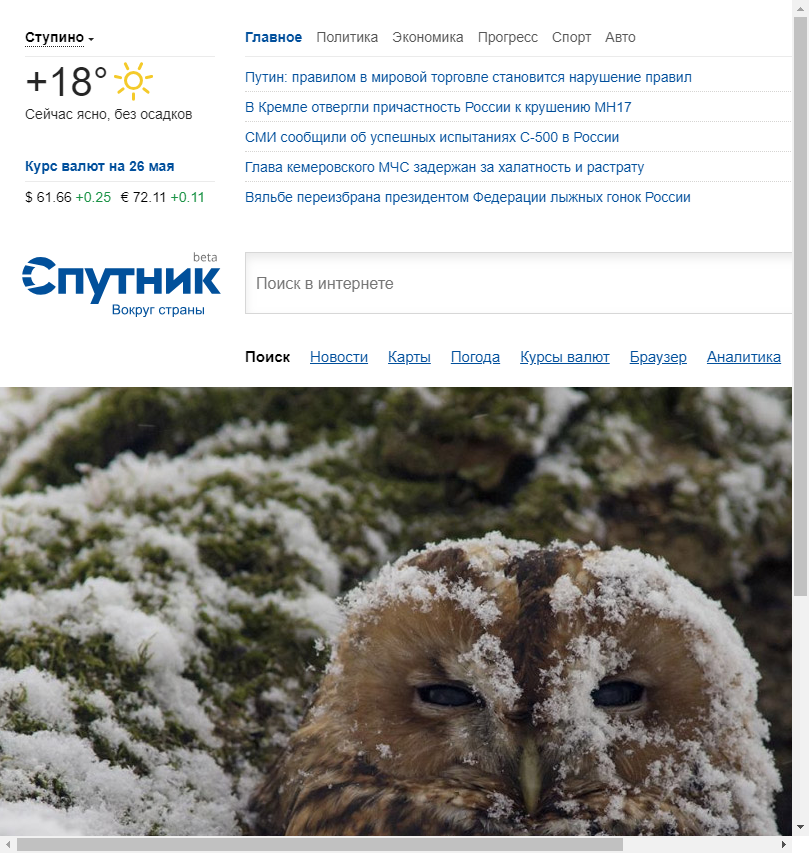 Ступино
Главное Политика Экономика Прогресс Спорт Авто
+18°
Сейчас ясно, без осадков
Курс валют на 26 мая
$ 61.66 +0.25 € 72.11 +0.11
Путин: правилом в мировой торговле становится нарушение правил
В Кремле отвергли причастность России к крушению МН17
СМИ сообщили об успешных испытаниях С-500 в России
Глава кемеровского МЧС задержан за халатность и растрату
Вяльбе переизбрана президентом Федерации лыжных гонок России
beta
Спутник
Вокруг страны
Поиск в интернете
Поиск Новости Карты Погода Курсы валют Браузер Аналитика